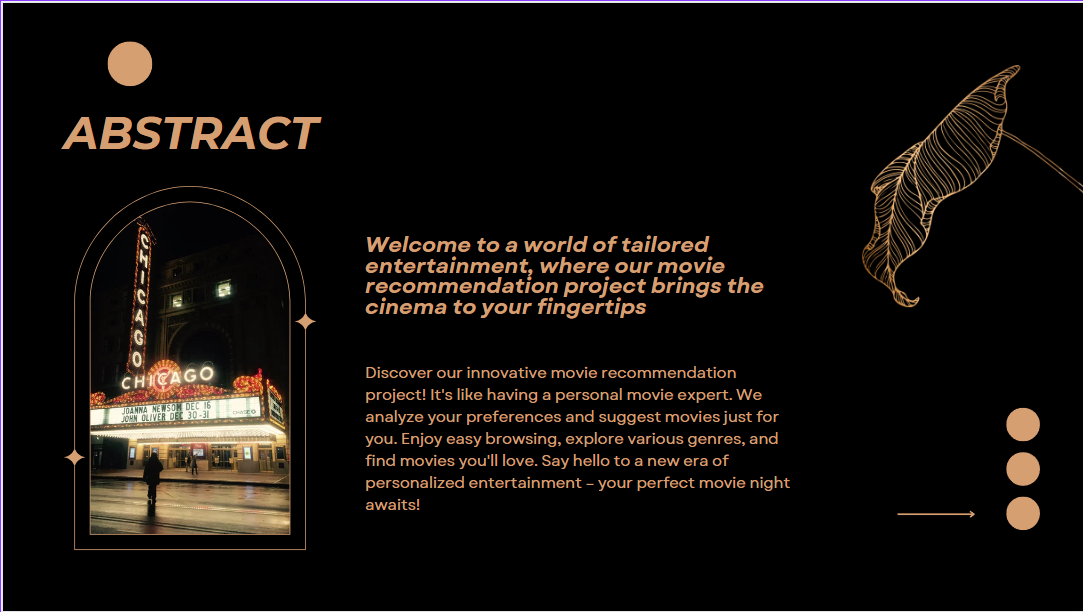 ABSTRACT
CHICAGO
CHICAGO
JOANNA NEWSOM DEC 16
JOHN OLIVER DEC 30-31
CHASE
Welcome to a world of tailored
entertainment, where our movie
recommendation project brings the
cinema to your fingertips
Discover our innovative movie recommendation
project! It's like having a personal movie expert. We
analyze your preferences and suggest movies just for
you. Enjoy easy browsing, explore various genres, and
find movies you'll love. Say hello to a new era of
personalized entertainment – your perfect movie night
awaits!